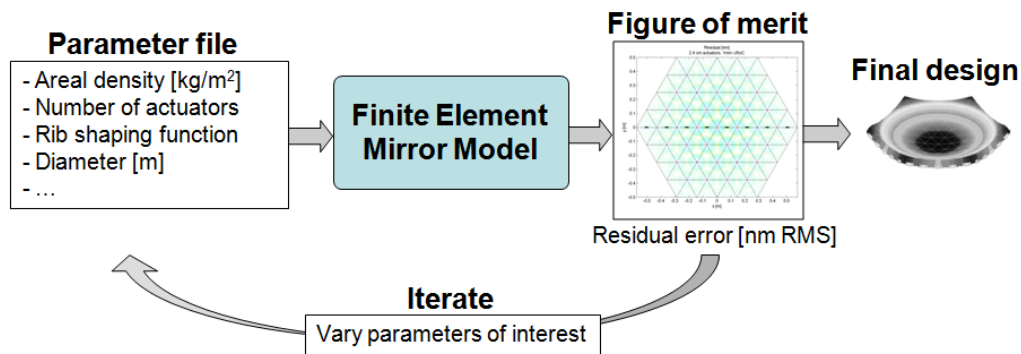 Parameter file
- Areal density [kg/m²]
- Number of actuators
- Rib shaping function
- Diameter [m]
- ...
Finite Element
Mirror Model
Figure of merit
Residual error [nm RMS]
Final design
Iterate
Vary parameters of interest